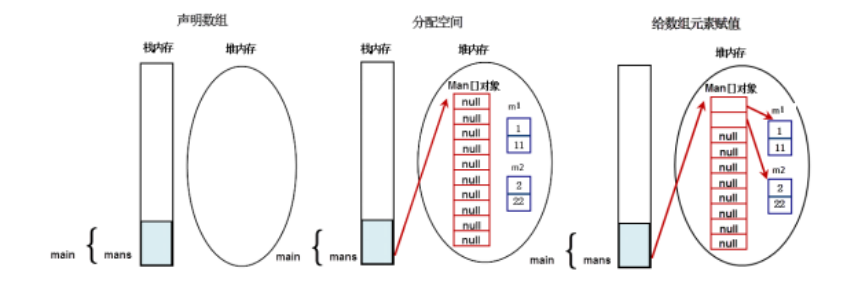 声明数组
栈内存
堆内存
main { mans
分配空间
栈内存
堆内存
Man[]对象
null
null
null
null
null
null
null
null
null
null
m1
1
11
m2
2
22
main { mans
给数组元素赋值
堆内存
Man[]对象
null
null
null
null
null
null
null
null
m1
1
11
m2
2
22
main { mans